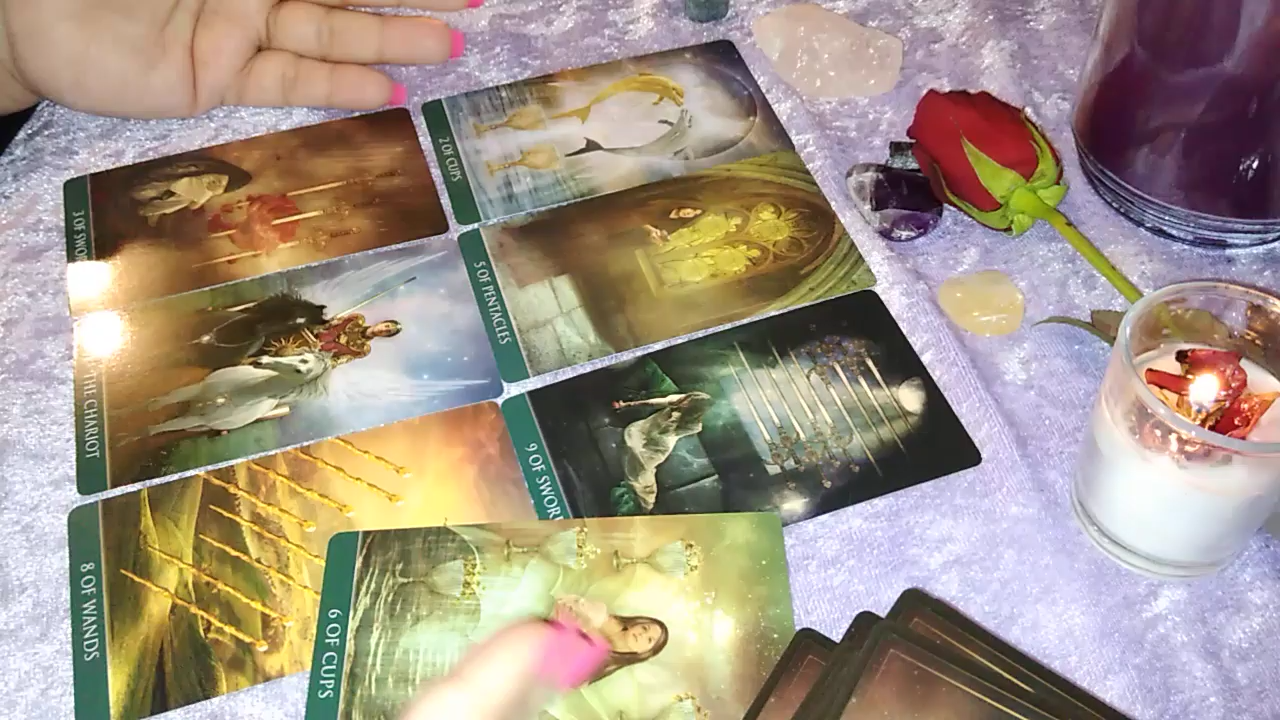 3 OF SWO
2 OF CUPS
THE CHARIOT
5 OF PENTACLES
8 OF WANDS
9 OF SWOR
6 OF CUPS